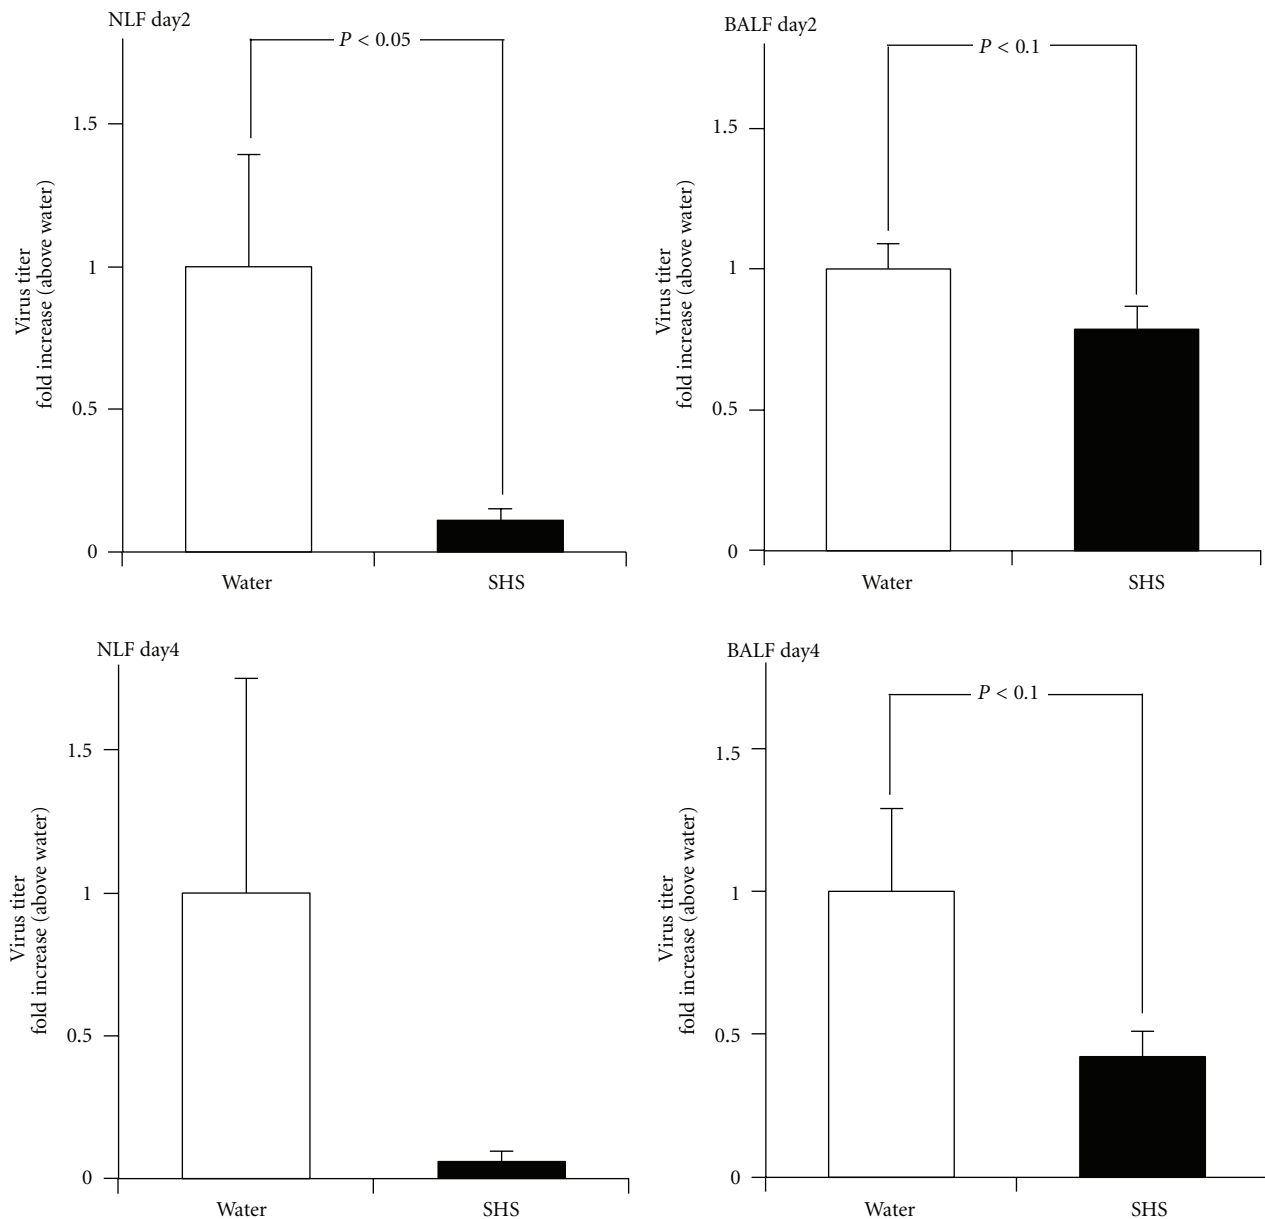 NLF day2
P < 0.05
1.5
1
0.5
0
Virus titer
fold increase (above water)
Water
SHS
BALF day2
P < 0.1
1.5
1
0.5
0
Virus titer
fold increase (above water)
Water
SHS
NLF day4
1.5
1
0.5
0
Virus titer
fold increase (above water)
Water
SHS
BALF day4
P < 0.1
1.5
1
0.5
0
Virus titer
fold increase (above water)
Water
SHS